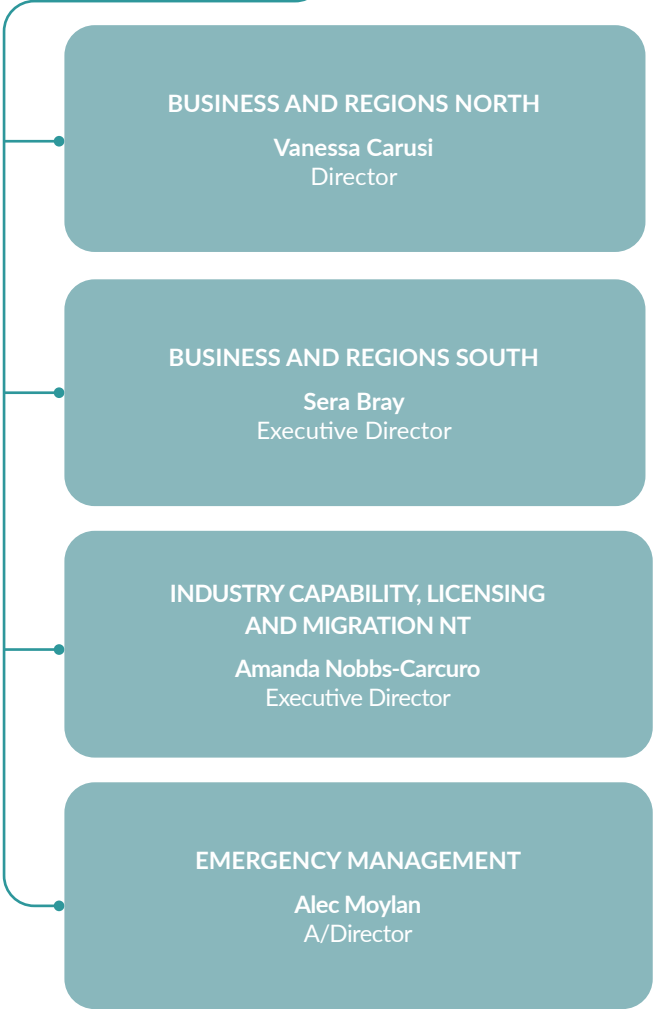 BUSINESS AND REGIONS NORTH
Vanessa Carusi
Director
BUSINESS AND REGIONS SOUTH
Sera Bray
Executive Director
INDUSTRY CAPABILITY, LICENSING
AND MIGRATION NT
Amanda Nobbs-Carcuro
Executive Director
EMERGENCY MANAGEMENT
Alec Moylan
A/Director